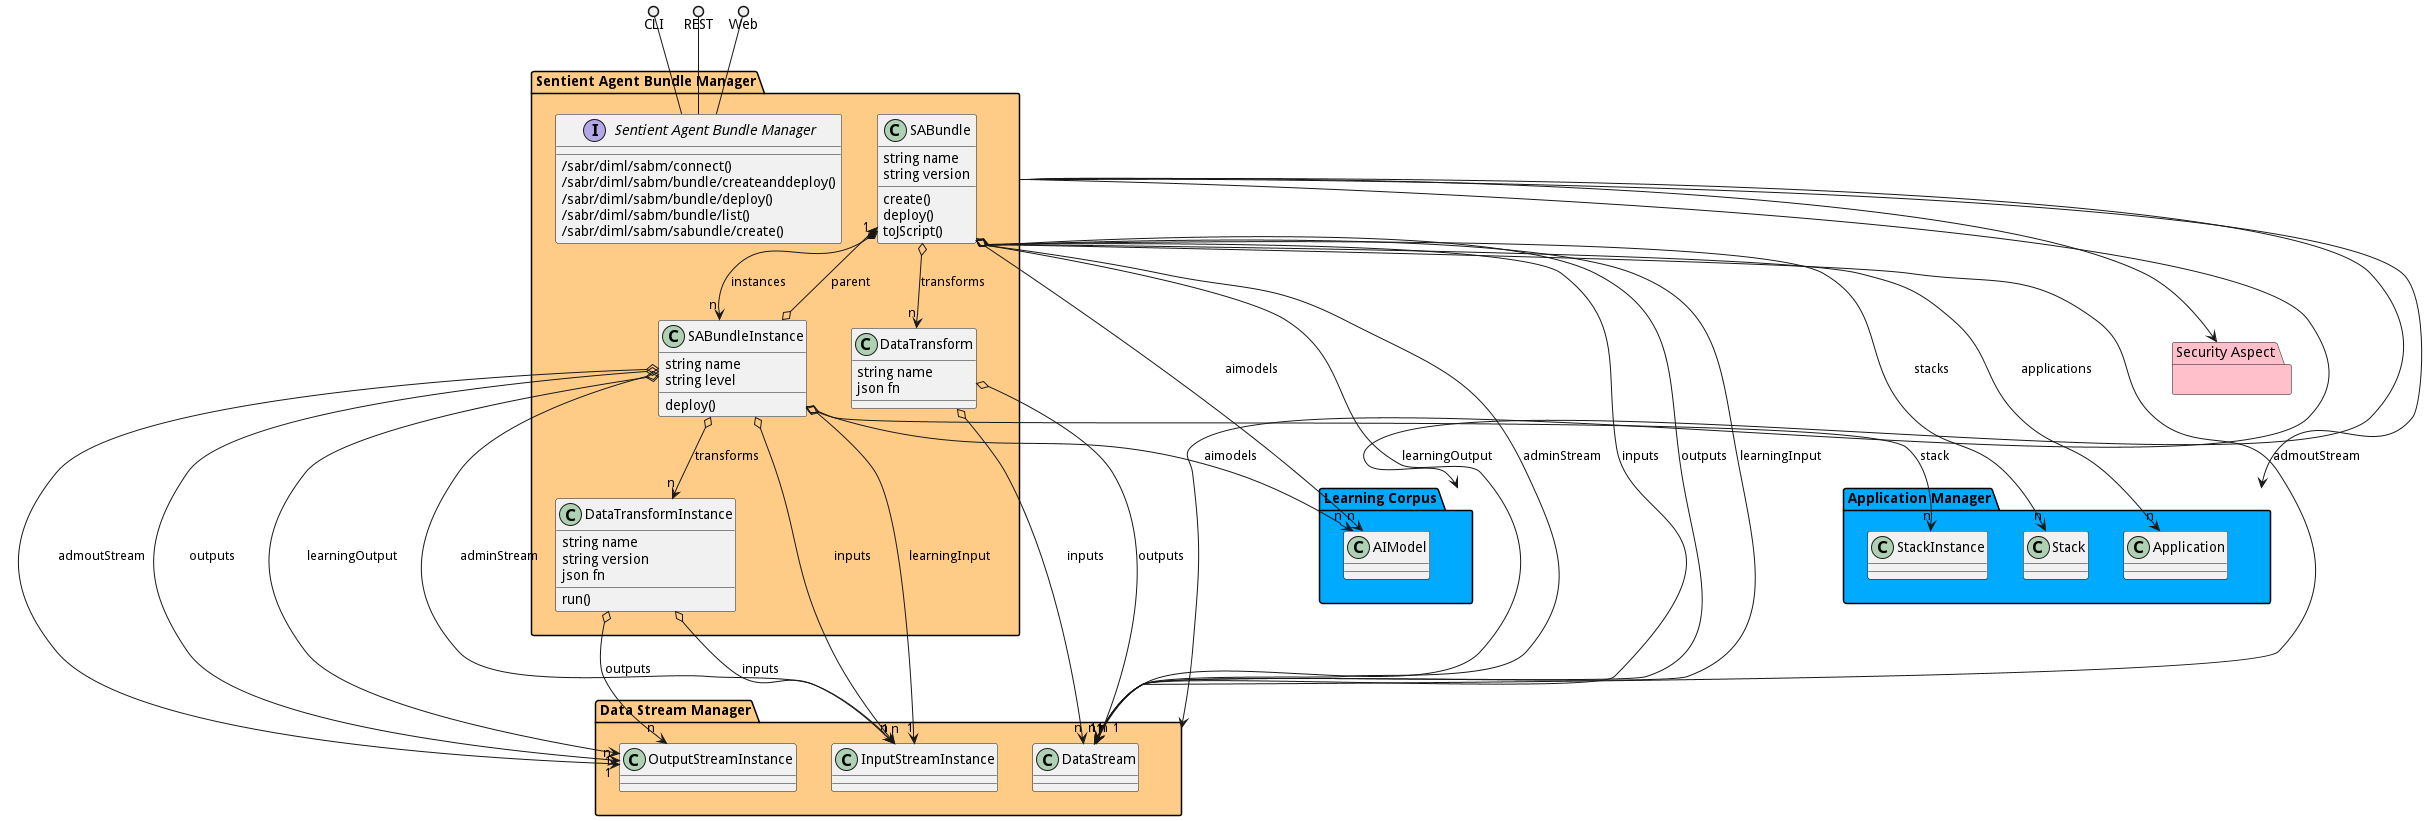 CLI
REST
Web
Sentient Agent Bundle Manager
I
Sentient Agent Bundle Manager
/sabr/diml/sabm/connect()
/sabr/diml/sabm/bundle/createanddeploy()
/sabr/diml/sabm/bundle/deploy()
/sabr/diml/sabm/bundle/list()
/sabr/diml/sabm/sabundle/create()
C
SABundle
string name
string version
create()
deploy()
toJScript()
1
instances
parent
transforms
n
n
C
SABundleInstance
string name
string level
deploy()
C
DataTransform
string name
json fn
Security Aspect
aimodels
stacks
applications
transforms
aimodels
learningOutput
adminStream
inputs
outputs
learningInput
stack
admoutStream
n
C
DataTransformInstance
string name
string version
json fn
run()
Learning Corpus
n
n
C
AIModel
Application Manager
n
n
n
C
StackInstance
C
Stack
C
Application
admoutStream
outputs
learningOutput
adminStream
inputs
learningInput
inputs
outputs
outputs
inputs
Data Stream Manager
n
n
1
n
1
n
1
C
OutputStreamInstance
C
InputStreamInstance
C
DataStream